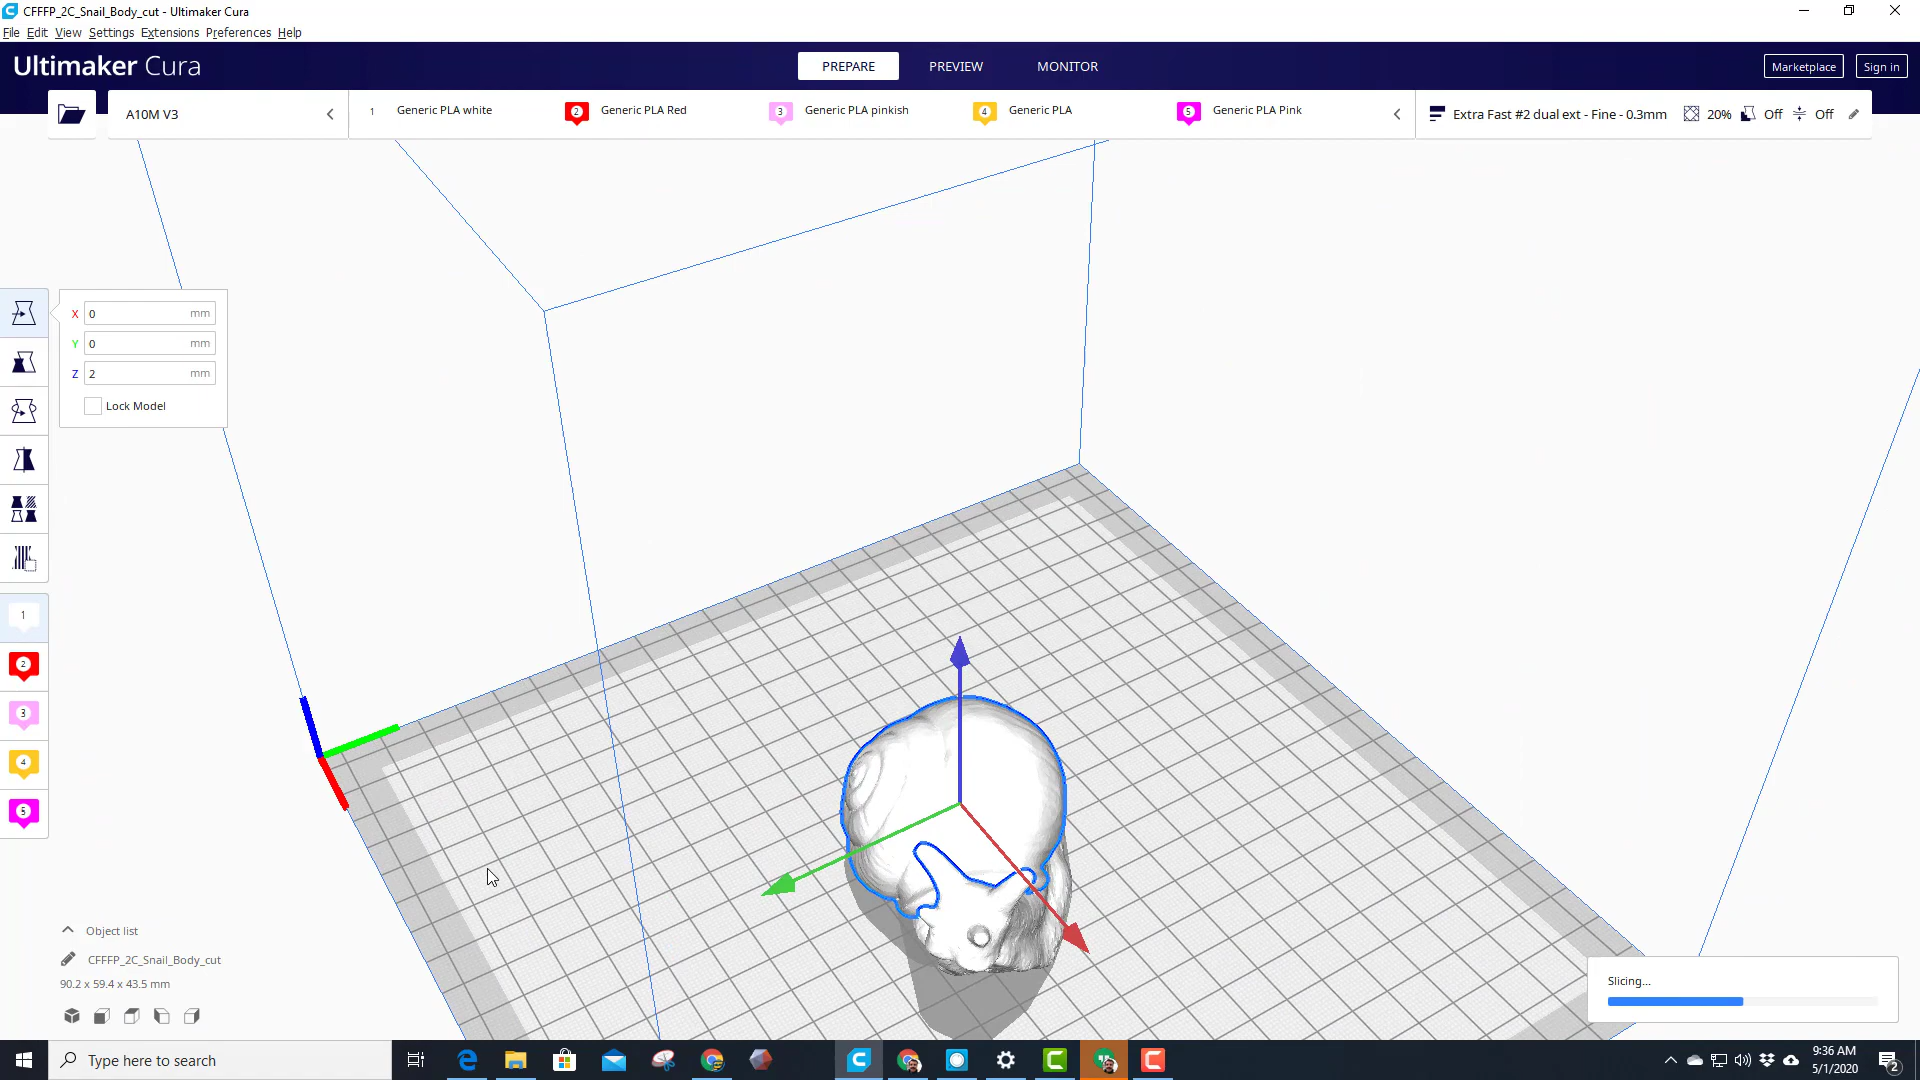 CFFFP_2C_Snail_Body_cut - Ultimaker Cura
File Edit View Settings Extensions Preferences Help
Ultimaker Cura
PREPARE PREVIEW MONITOR
Marketplace Sign in
A10M V3
1 Generic PLA white
2 Generic PLA Red
3 Generic PLA pinkish
4 Generic PLA
5 Generic PLA Pink
Extra Fast #2 dual ext - Fine - 0.3mm 20% Off Off
X 0 mm
Y 0 mm
Z 2 mm
Lock Model
1
2
3
4
5
Object list
CFFFP_2C_Snail_Body_cut
90.2 x 59.4 x 43.5 mm
Slicing...
Type here to search
9:36 AM
5/1/2020
2